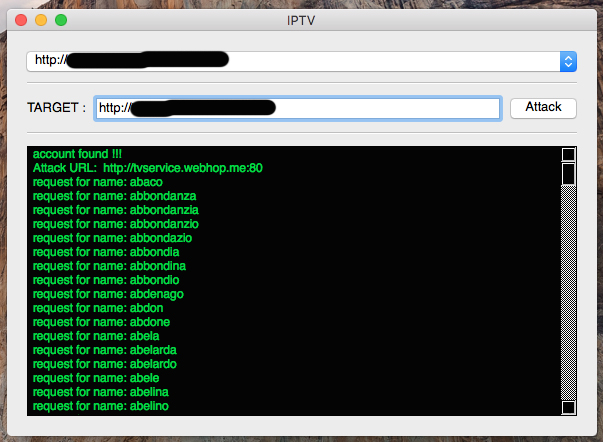 IPTV
http://
TARGET : http:// Attack
account found !!!
Attack URL: http://tvservice.webhop.me:80
request for name: abaco
request for name: abbondanza
request for name: abbondanzia
request for name: abbondanzio
request for name: abbondazio
request for name: abbondia
request for name: abbondina
request for name: abbondio
request for name: abdenago
request for name: abdon
request for name: abdone
request for name: abela
request for name: abelarda
request for name: abelardo
request for name: abele
request for name: abelina
request for name: abelino